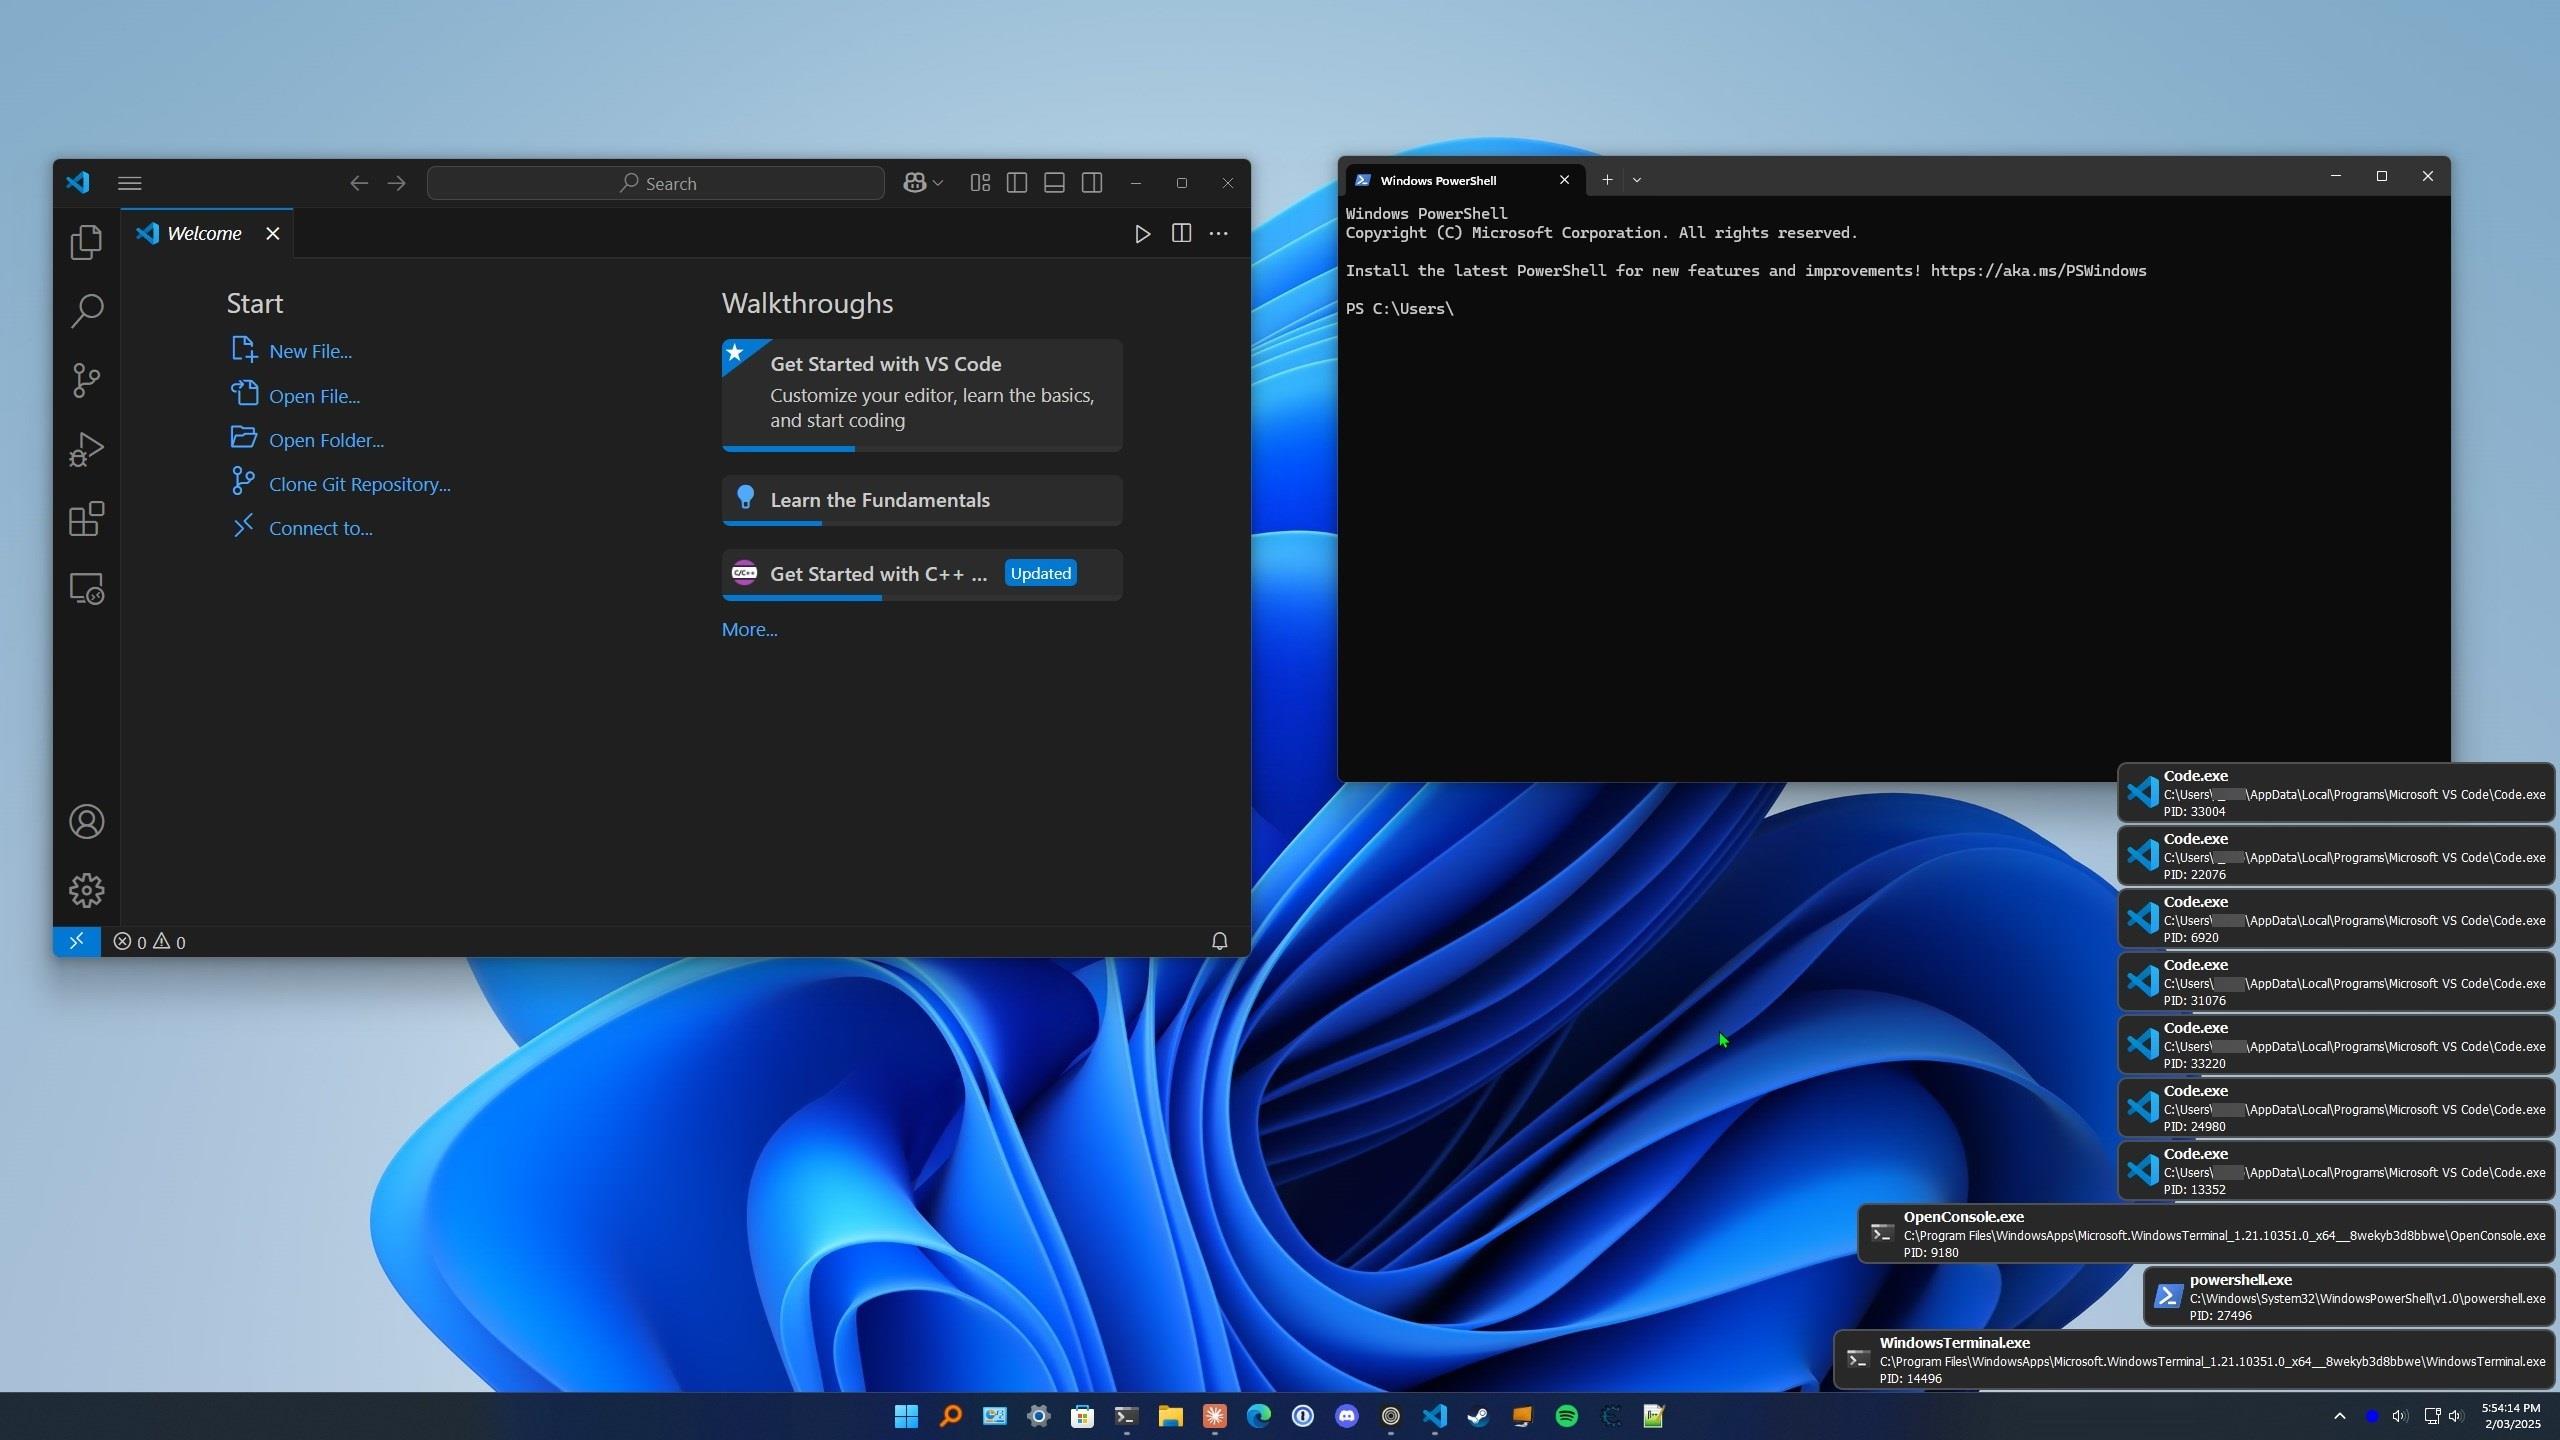 Search
Welcome
Start
New File...
Open File...
Open Folder...
Clone Git Repository...
Connect to...
Walkthroughs
Get Started with VS Code
Customize your editor, learn the basics,
and start coding
Learn the Fundamentals
C/C++
Get Started with C++ ...
Updated
More...
0
0
Windows PowerShell
Windows PowerShell
Copyright (C) Microsoft Corporation. All rights reserved.
Install the latest PowerShell for new features and improvements! https://aka.ms/PSWindows
PS C:\Users\
Code.exe
C:\Users\ \AppData\Local\Programs\Microsoft VS Code\Code.exe
PID: 33004
Code.exe
C:\Users\ \AppData\Local\Programs\Microsoft VS Code\Code.exe
PID: 22076
Code.exe
C:\Users\ \AppData\Local\Programs\Microsoft VS Code\Code.exe
PID: 6920
Code.exe
C:\Users\ \AppData\Local\Programs\Microsoft VS Code\Code.exe
PID: 31076
Code.exe
C:\Users\ \AppData\Local\Programs\Microsoft VS Code\Code.exe
PID: 33220
Code.exe
C:\Users\ \AppData\Local\Programs\Microsoft VS Code\Code.exe
PID: 24980
Code.exe
C:\Users\ \AppData\Local\Programs\Microsoft VS Code\Code.exe
PID: 13352
OpenConsole.exe
C:\Program Files\WindowsApps\Microsoft.WindowsTerminal_1.21.10351.0_x64__8wekyb3d8bbwe\OpenConsole.exe
PID: 9180
powershell.exe
C:\Windows\System32\WindowsPowerShell\v1.0\powershell.exe
PID: 27496
WindowsTerminal.exe
C:\Program Files\WindowsApps\Microsoft.WindowsTerminal_1.21.10351.0_x64__8wekyb3d8bbwe\WindowsTerminal.exe
PID: 14496
5:54:14 PM
2/03/2025